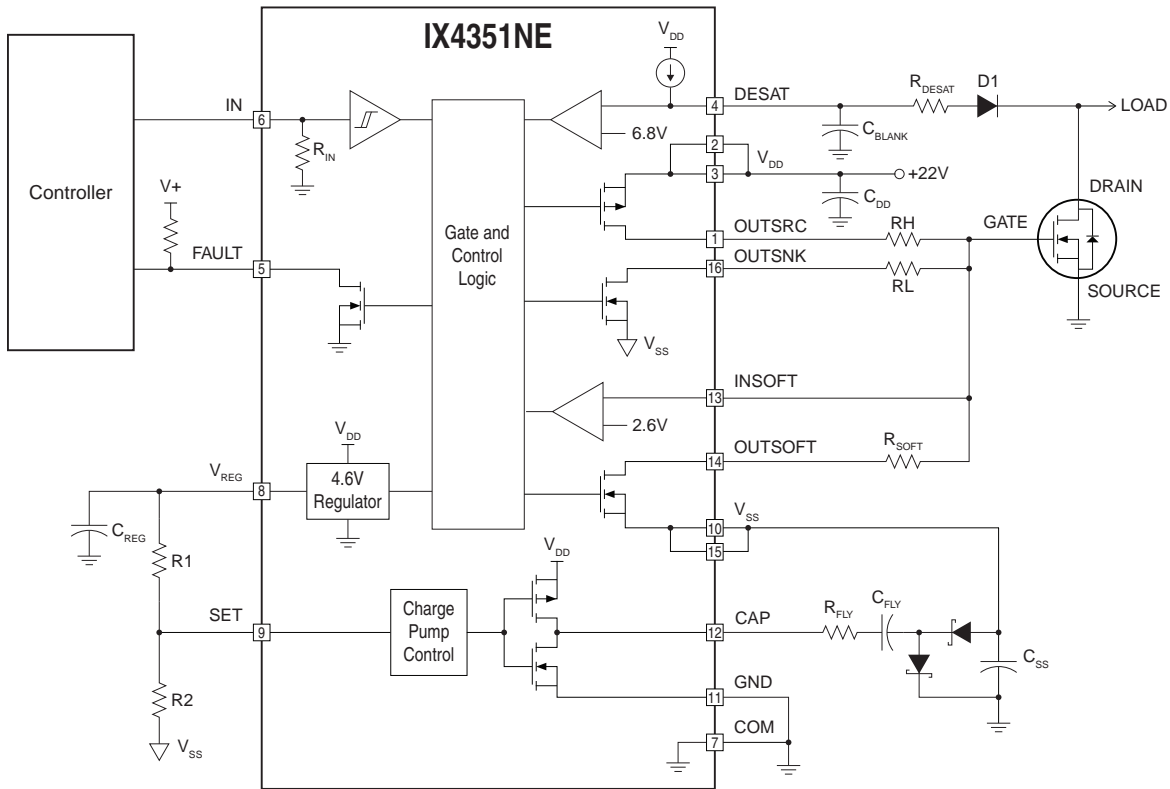 IX4351NE
V_DD
R_DESAT
D1
IN
DESAT
LOAD
6
4
C_BLANK
R_IN
6.8V
2
V_DD
3
+22V
Controller
V+
C_DD
DRAIN
Gate and
Control
Logic
OUTSRC
RH
GATE
1
FAULT
OUTSNK
5
16
RL
SOURCE
V_SS
INSOFT
13
2.6V
V_DD
OUTSOFT
R_SOFT
V_REG
4.6V
Regulator
8
14
V_SS
C_REG
10
15
R1
V_DD
SET
Charge
Pump
Control
CAP
R_FLY
C_FLY
9
12
C_SS
R2
GND
11
COM
7
V_SS